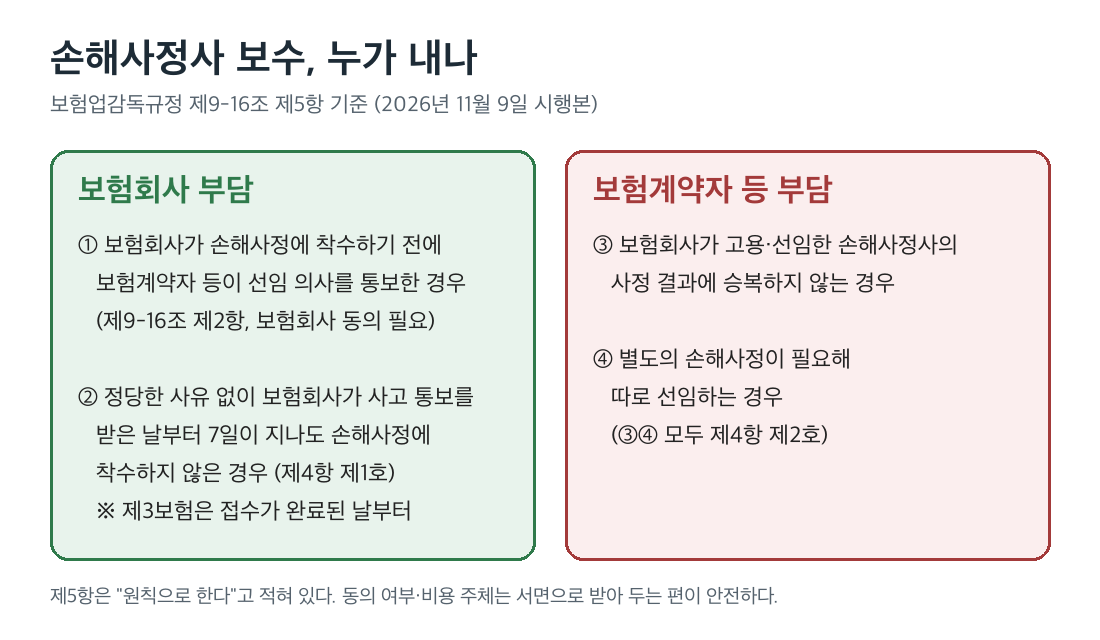 손해사정사 보수, 누가 내나
보험업감독규정 제9-16조 제5항 기준 (2026년 11월 9일 시행본)
보험회사 부담
① 보험회사가 손해사정에 착수하기 전에
보험계약자 등이 선임 의사를 통보한 경우
(제9-16조 제2항, 보험회사 동의 필요)
② 정당한 사유 없이 보험회사가 사고 통보를
받은 날부터 7일이 지나도 손해사정에
착수하지 않은 경우 (제4항 제1호)
※ 제3보험은 접수가 완료된 날부터
보험계약자 등 부담
③ 보험회사가 고용·선임한 손해사정사의
사정 결과에 승복하지 않는 경우
④ 별도의 손해사정이 필요해
따로 선임하는 경우
(③④ 모두 제4항 제2호)
제5항은 "원칙으로 한다"고 적혀 있다. 동의 여부·비용 주체는 서면으로 받아 두는 편이 안전하다.